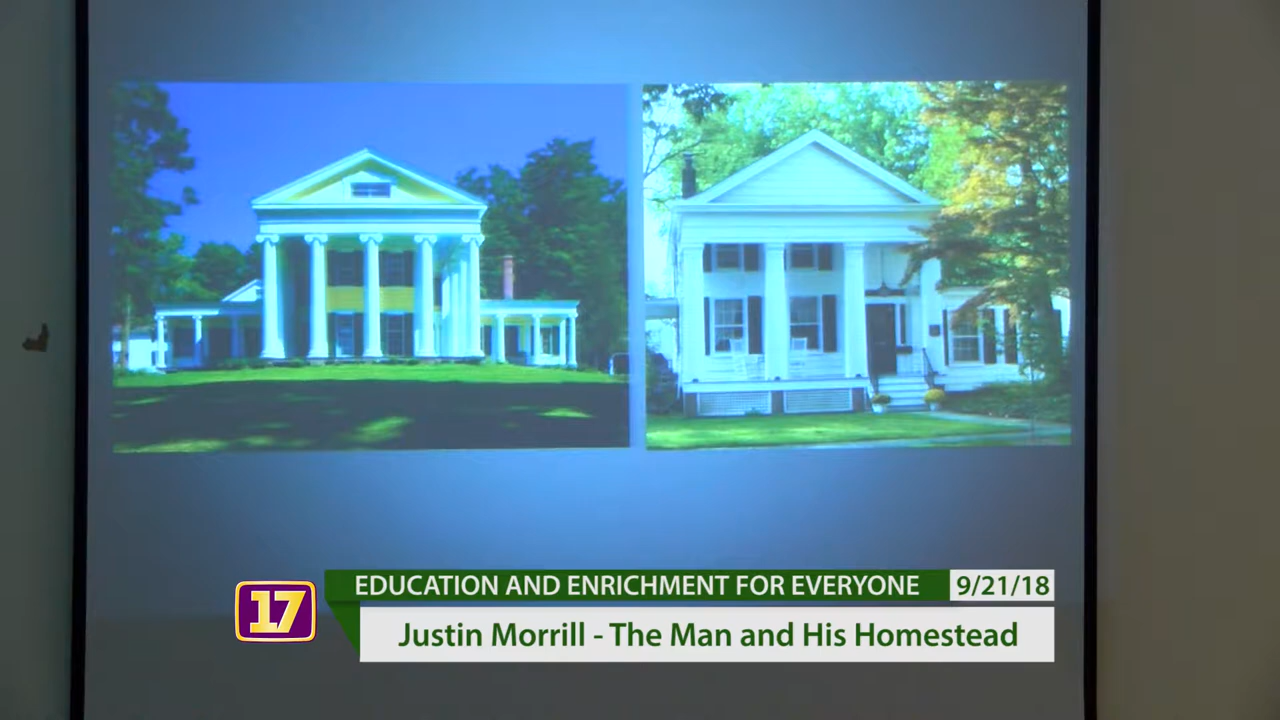 17
EDUCATION AND ENRICHMENT FOR EVERYONE 9/21/18
Justin Morrill - The Man and His Homestead